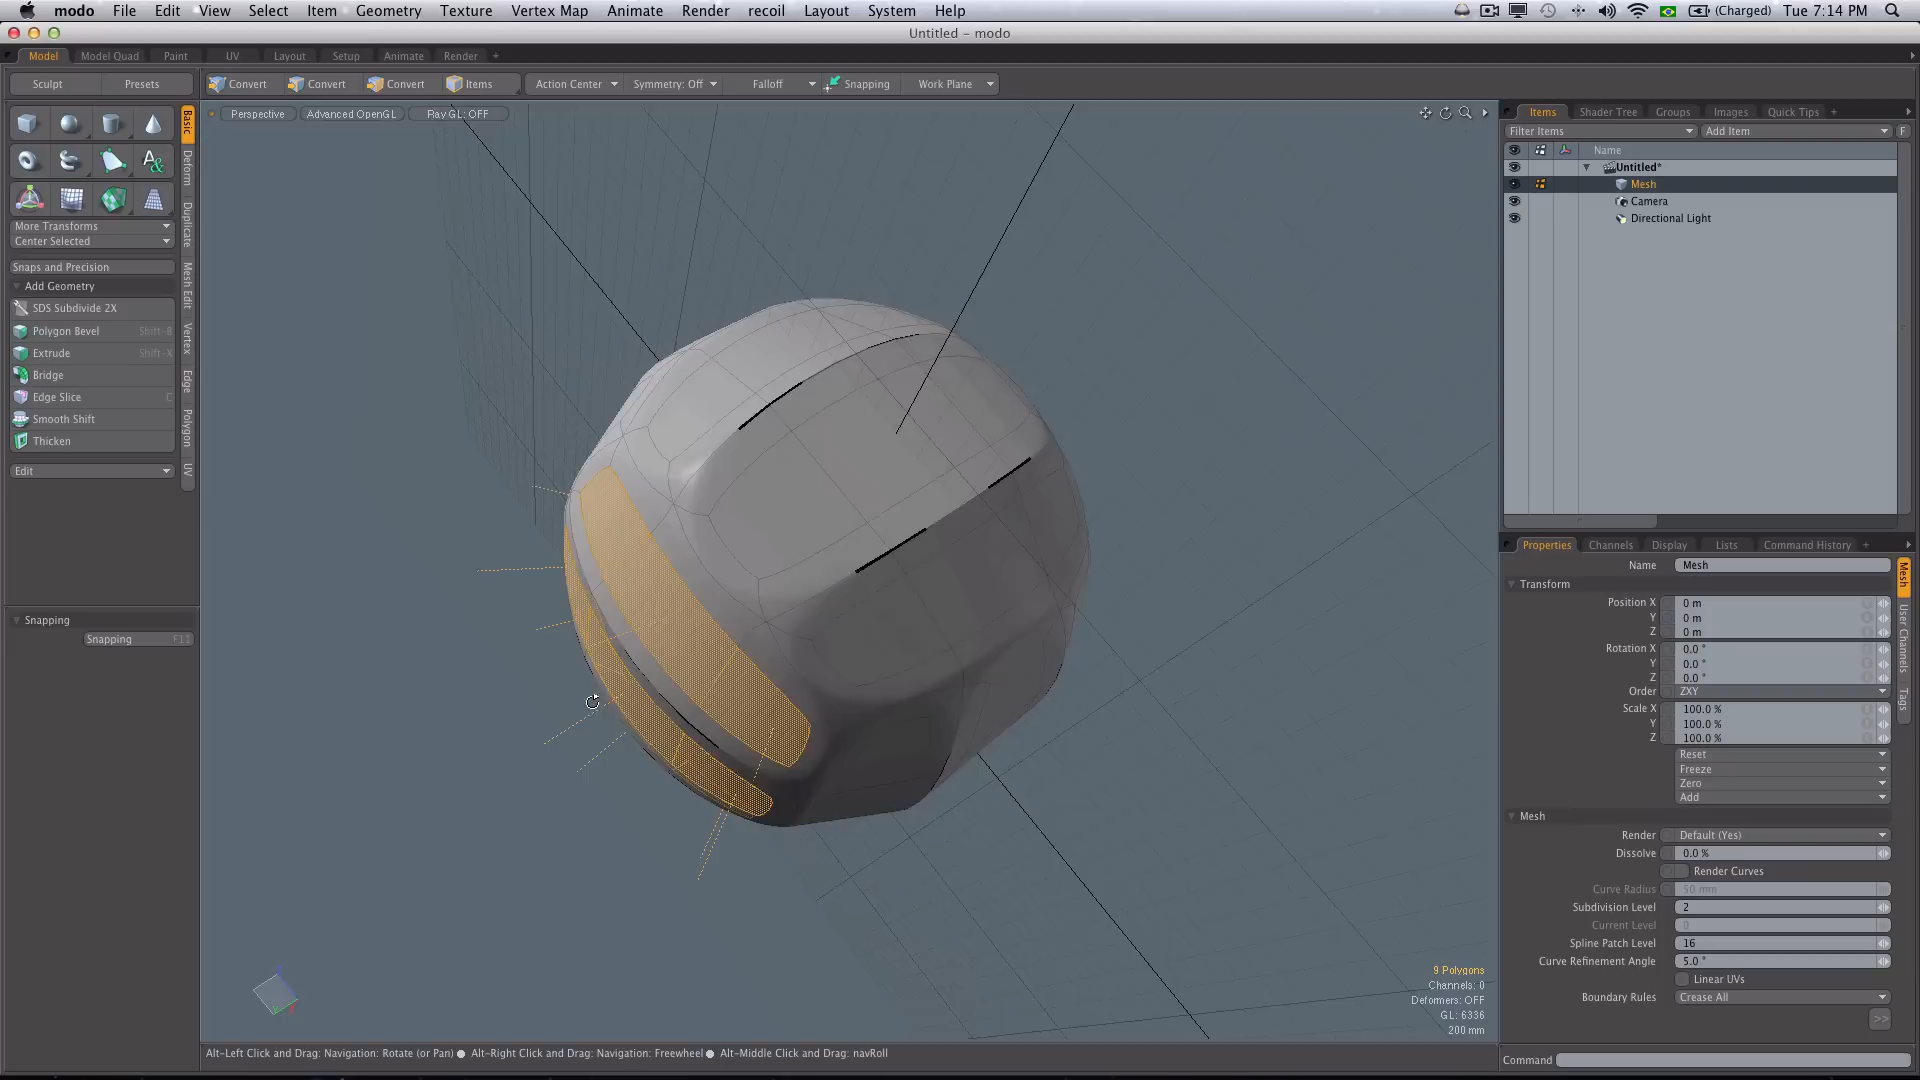 modo File Edit View Select Item Geometry Texture Vertex Map Animate Render recoil Layout System Help (Charged) Tue 7:14 PM
Untitled - modo
Model Model Quad Paint UV Layout Setup Animate Render +
Sculpt Presets Convert Convert Convert Items Action Center Symmetry: Off Falloff Snapping Work Plane
Perspective Advanced OpenGL Ray GL: OFF
Basic
Deform
Duplicate
Mesh Edit
Vertex
Edge
Polygon
UV
More Transforms
Center Selected
Snaps and Precision
Add Geometry
SDS Subdivide 2X
Polygon Bevel Shift-B
Extrude Shift-X
Bridge
Edge Slice C
Smooth Shift
Thicken
Edit
Snapping
Snapping F11
9 Polygons
Channels: 0
Deformers: OFF
GL: 6336
200 mm
Alt-Left Click and Drag: Navigation: Rotate (or Pan) ● Alt-Right Click and Drag: Navigation: Freewheel ● Alt-Middle Click and Drag: navRoll
Items Shader Tree Groups Images Quick Tips +
Filter Items Add Item F
Name
Untitled*
Mesh
Camera
Directional Light
Properties Channels Display Lists Command History +
Name Mesh
Transform
Position X 0 m
Y 0 m
Z 0 m
Rotation X 0.0 °
Y 0.0 °
Z 0.0 °
Order ZXY
Scale X 100.0 %
Y 100.0 %
Z 100.0 %
Reset
Freeze
Zero
Add
Mesh
Render Default (Yes)
Dissolve 0.0 %
Render Curves
Curve Radius 50 mm
Subdivision Level 2
Current Level 0
Spline Patch Level 16
Curve Refinement Angle 5.0 °
Linear UVs
Boundary Rules Crease All
>>
Mesh
User Channels
Tags
Command